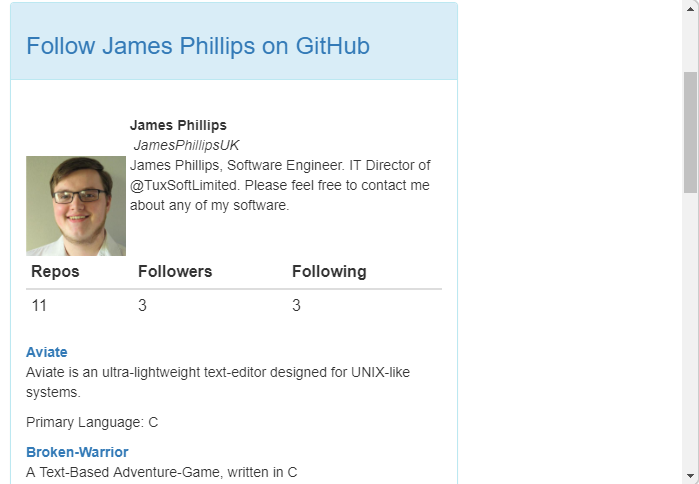 Follow James Phillips on GitHub
James Phillips
JamesPhillipsUK
James Phillips, Software Engineer. IT Director of
@TuxSoftLimited. Please feel free to contact me
about any of my software.
Repos Followers Following
11 3 3
Aviate
Aviate is an ultra-lightweight text-editor designed for UNIX-like
systems.
Primary Language: C
Broken-Warrior
A Text-Based Adventure-Game, written in C